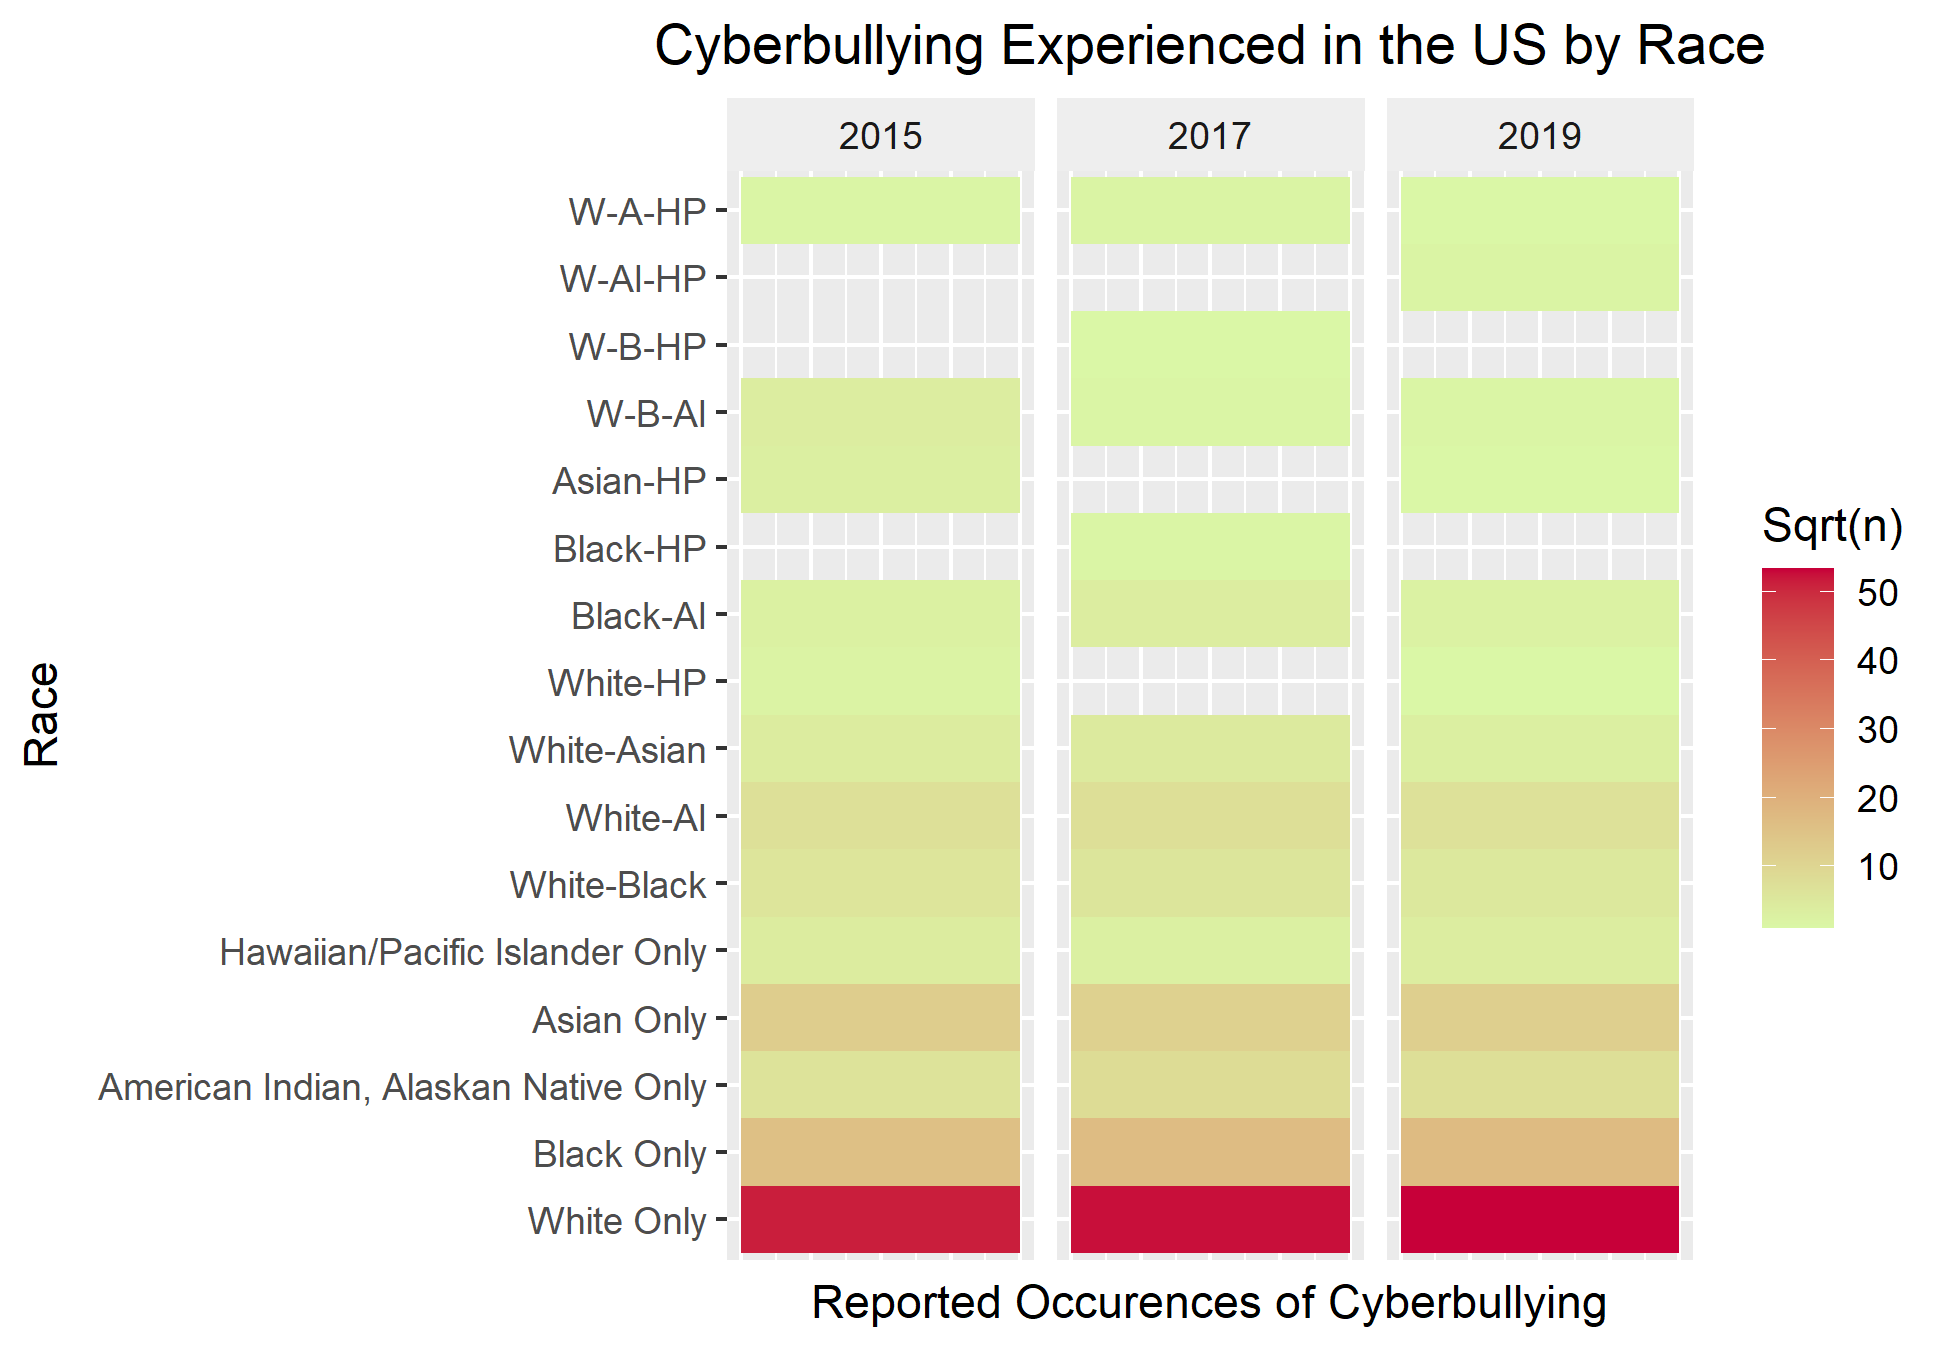 Cyberbullying Experienced in the US by Race
2015
2017
2019
W-A-HP
W-AI-HP
W-B-HP
W-B-AI
Asian-HP
Black-HP
Black-AI
White-HP
White-Asian
White-AI
White-Black
Hawaiian/Pacific Islander Only
Asian Only
American Indian, Alaskan Native Only
Black Only
White Only
Race
Reported Occurences of Cyberbullying
Sqrt(n)
50
40
30
20
10